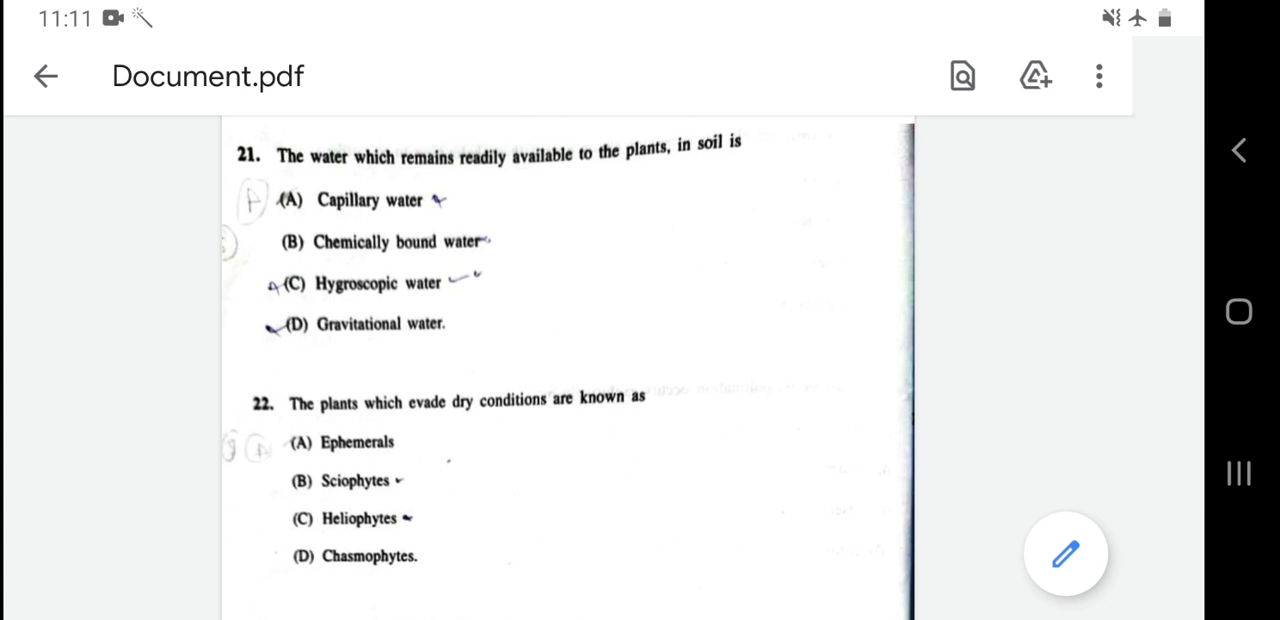 11:11
Document.pdf
21. The water which remains readily available to the plants, in soil is
A (A) Capillary water
(B) Chemically bound water
(C) Hygroscopic water
(D) Gravitational water.
22. The plants which evade dry conditions are known as
(A) Ephemerals
(B) Sciophytes
(C) Heliophytes
(D) Chasmophytes.